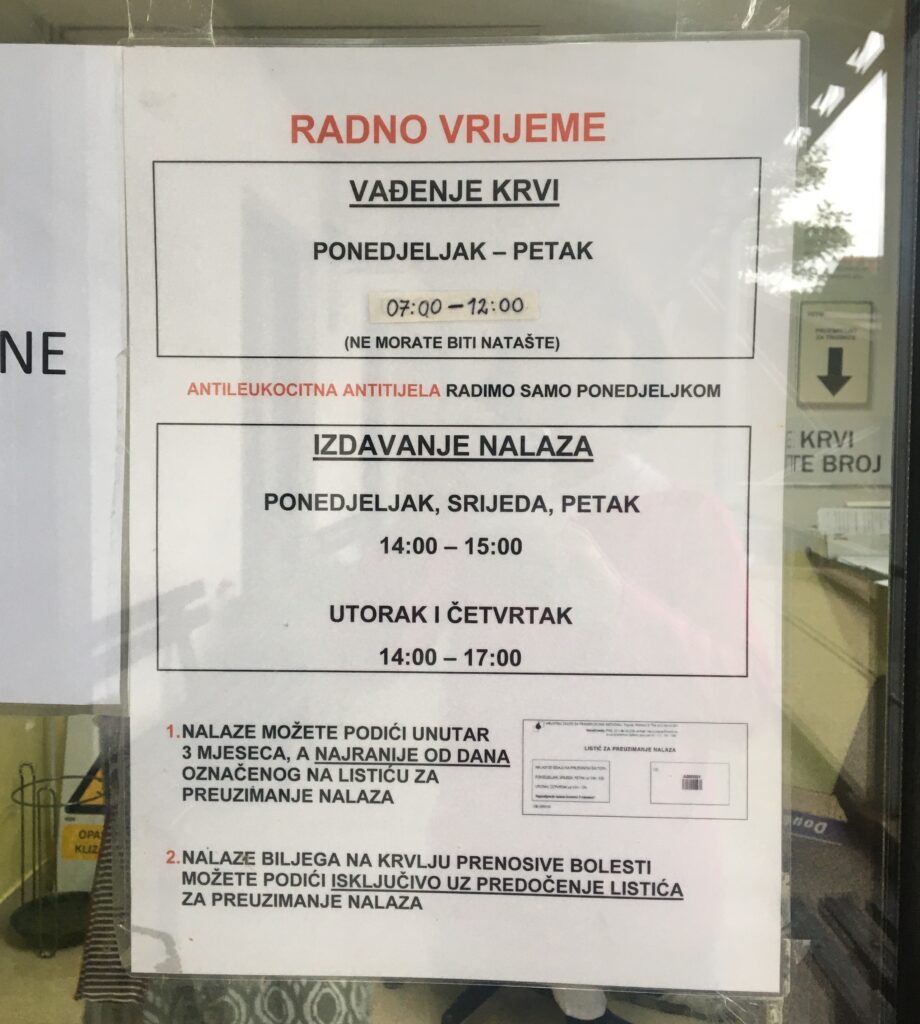 NE
RADNO VRIJEME
VAĐENJE KRVI
PONEDJELJAK – PETAK
07:00 – 12:00
(NE MORATE BITI NATAŠTE)
ANTILEUKOCITNA ANTITIJELA RADIMO SAMO PONEDJELJKOM
IZDAVANJE NALAZA
PONEDJELJAK, SRIJEDA, PETAK
14:00 – 15:00
UTORAK I ČETVRTAK
14:00 – 17:00
1. NALAZE MOŽETE PODIĆI UNUTAR
3 MJESECA, A NAJRANIJE OD DANA
OZNAČENOG NA LISTIĆU ZA
PREUZIMANJE NALAZA
LISTIĆ ZA PREUZIMANJE NALAZA
2. NALAZE BILJEGA NA KRVLJU PRENOSIVE BOLESTI
MOŽETE PODIĆI ISKLJUČIVO UZ PREDOČENJE LISTIĆA
ZA PREUZIMANJE NALAZA
E KRVI
TE BROJ
OPA
KLIZ